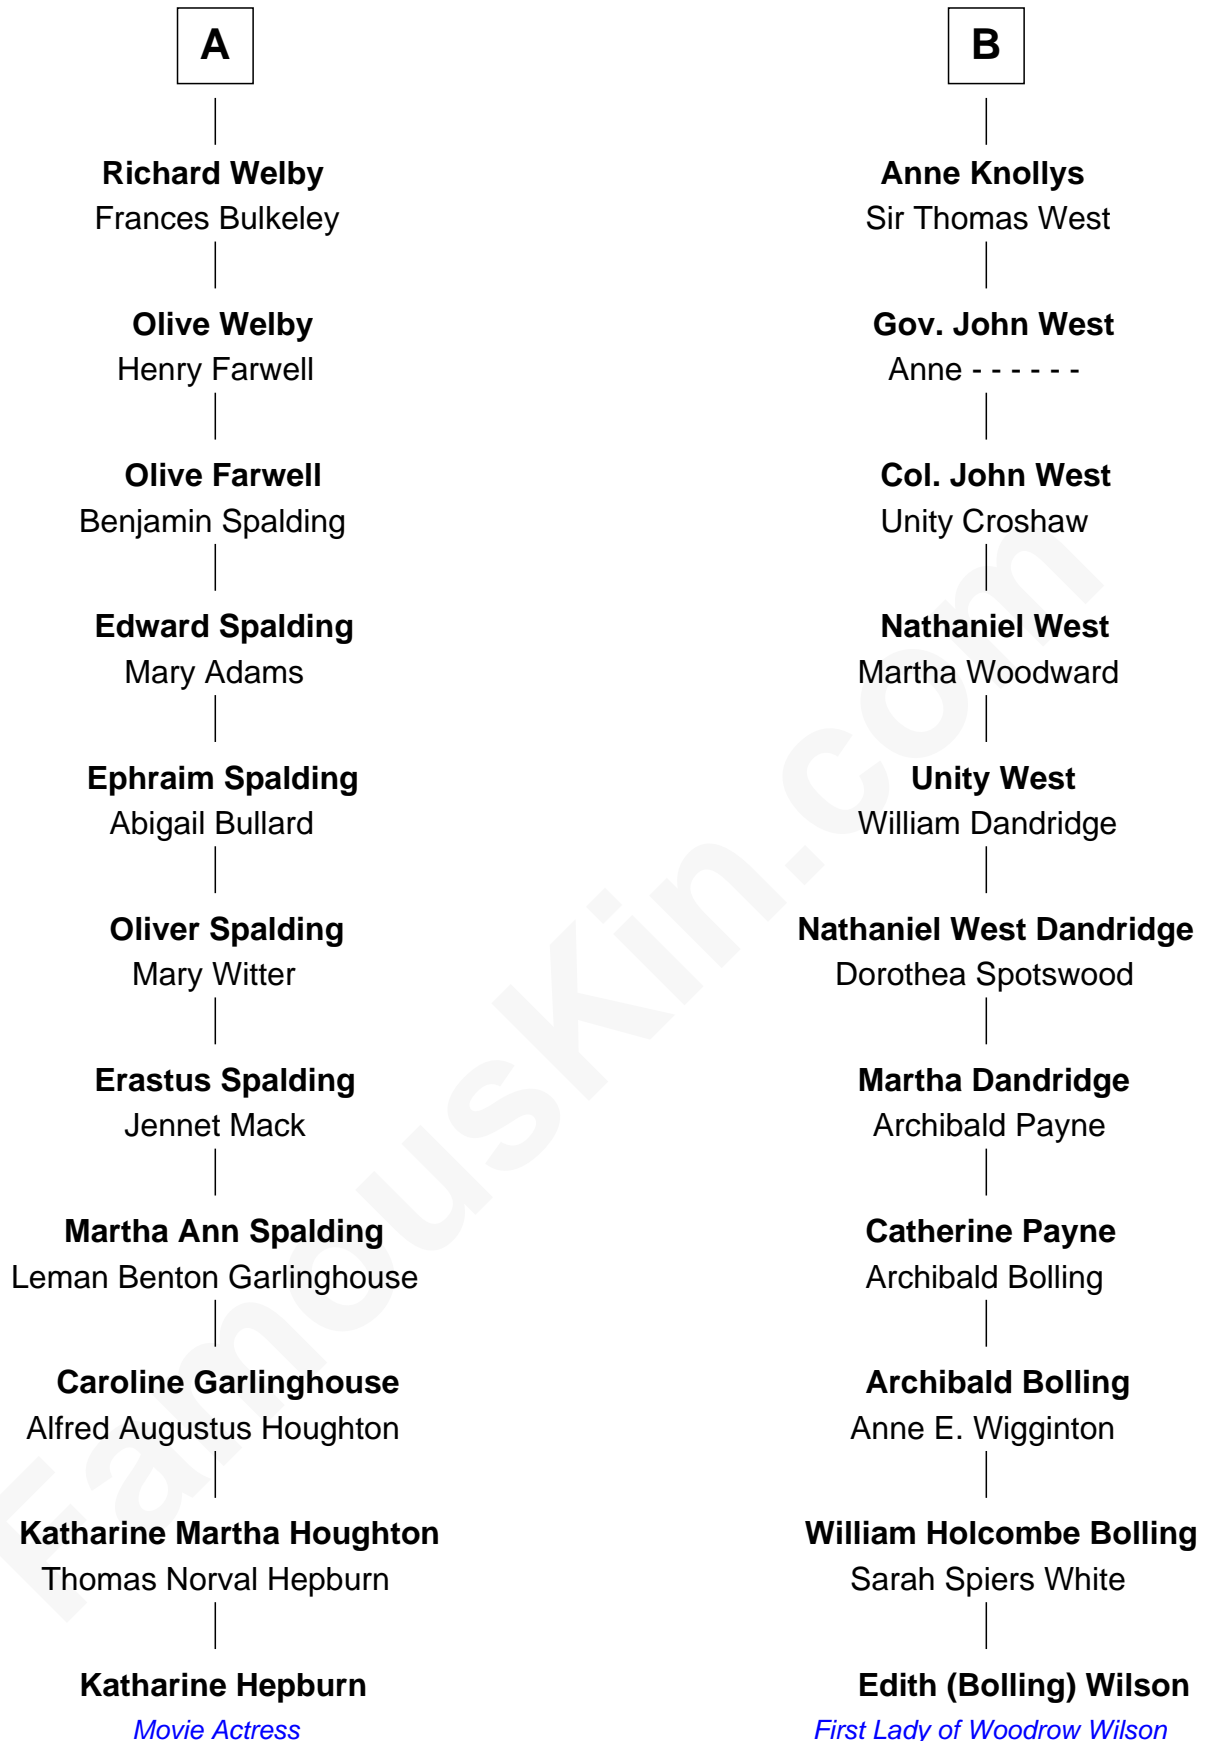 A
Richard Welby
Frances Bulkeley
Olive Welby
Henry Farwell
Olive Farwell
Benjamin Spalding
Edward Spalding
Mary Adams
Ephraim Spalding
Abigail Bullard
Oliver Spalding
Mary Witter
Erastus Spalding
Jennet Mack
Martha Ann Spalding
Leman Benton Garlinghouse
Caroline Garlinghouse
Alfred Augustus Houghton
Katharine Martha Houghton
Thomas Norval Hepburn
Katharine Hepburn
Movie Actress
B
Anne Knollys
Sir Thomas West
Gov. John West
Anne - - - - - -
Col. John West
Unity Croshaw
Nathaniel West
Martha Woodward
Unity West
William Dandridge
Nathaniel West Dandridge
Dorothea Spotswood
Martha Dandridge
Archibald Payne
Catherine Payne
Archibald Bolling
Archibald Bolling
Anne E. Wigginton
William Holcombe Bolling
Sarah Spiers White
Edith (Bolling) Wilson
First Lady of Woodrow Wilson
FamousKin.com